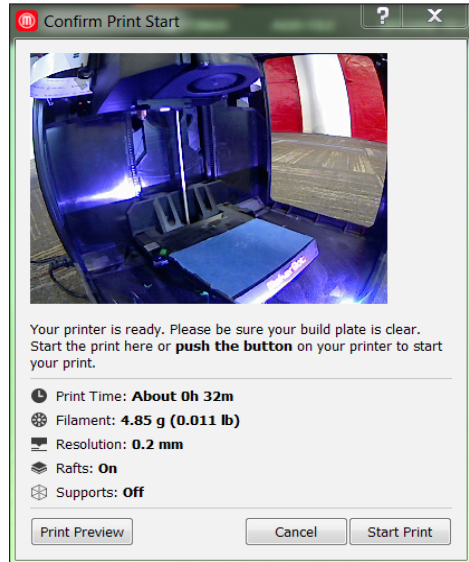 Confirm Print Start
?
X
MakerBot
Your printer is ready. Please be sure your build plate is clear.
Start the print here or push the button on your printer to start
your print.
Print Time: About 0h 32m
Filament: 4.85 g (0.011 lb)
Resolution: 0.2 mm
Rafts: On
Supports: Off
Print Preview
Cancel
Start Print